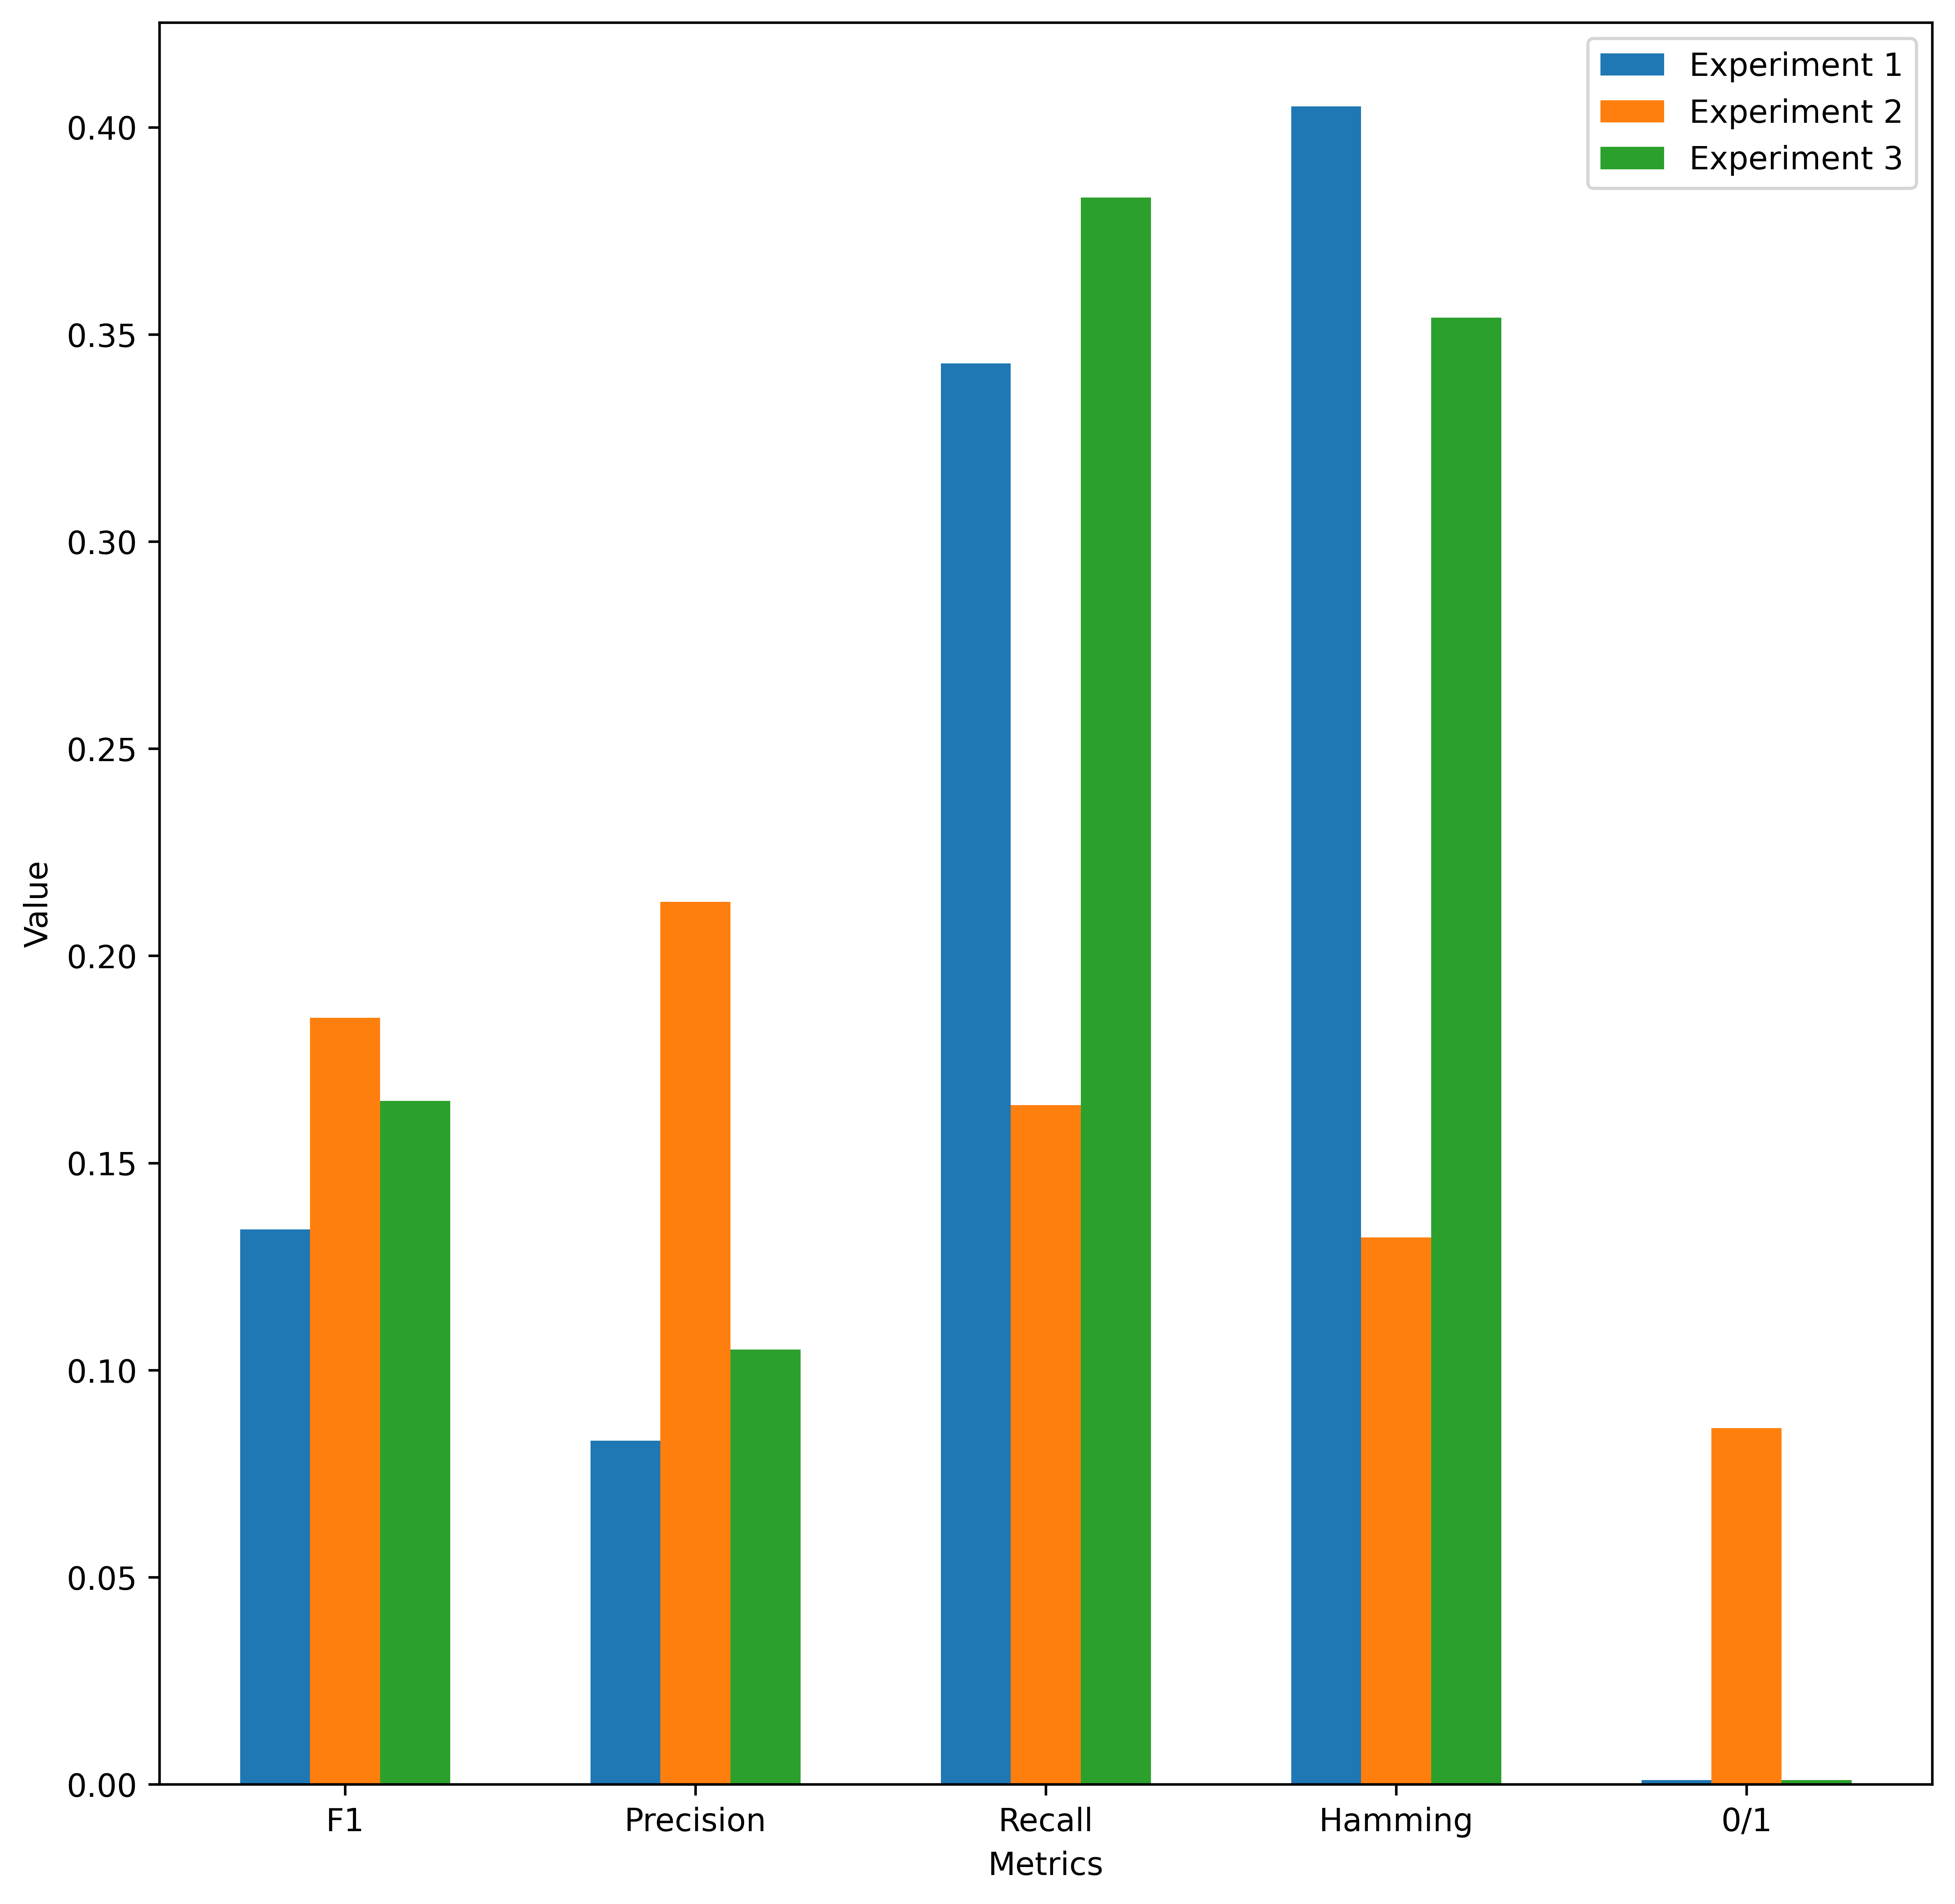 Experiment 1
Experiment 2
Experiment 3
0.40
0.35
0.30
0.25
0.20
0.15
0.10
0.05
0.00
Value
F1 Precision Recall Hamming 0/1
Metrics